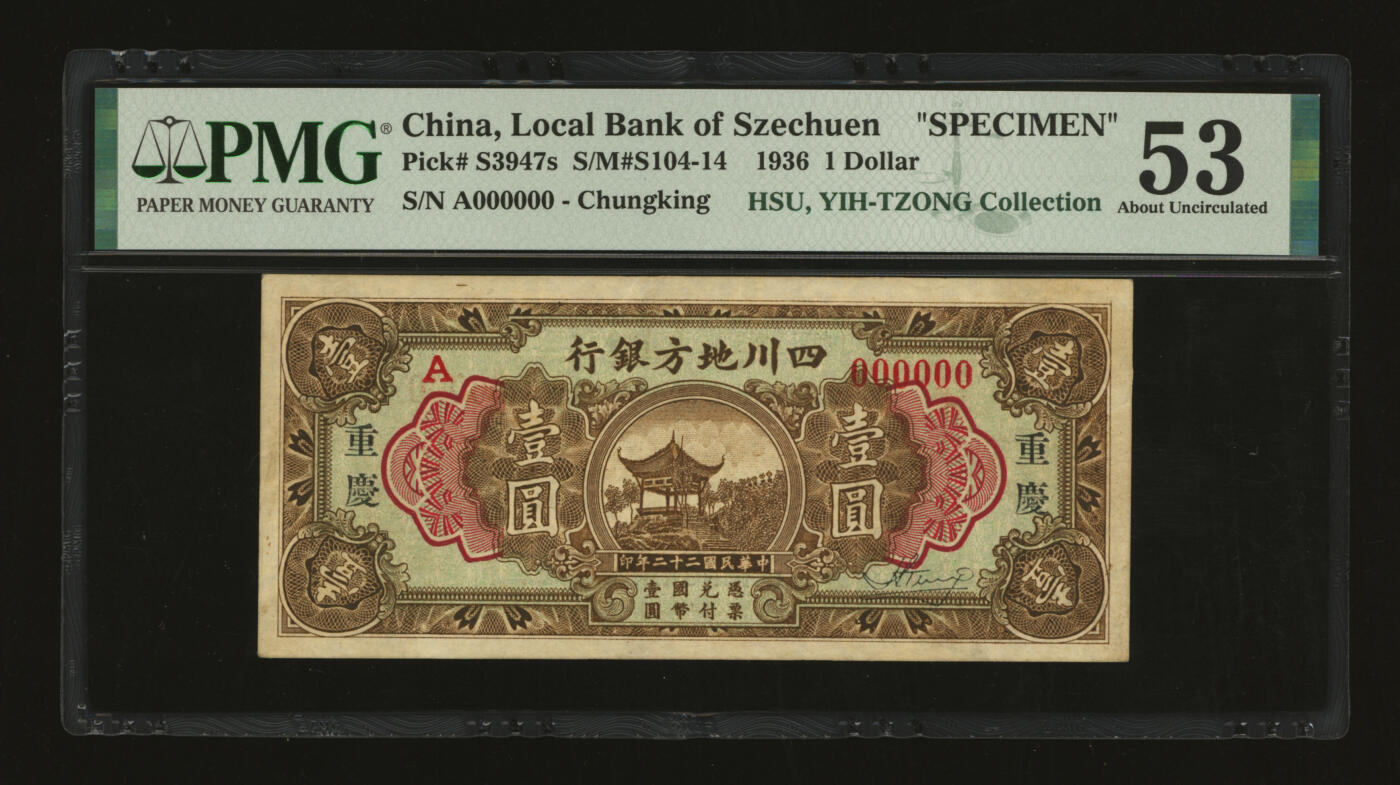 PMG®
PAPER MONEY GUARANTY
China, Local Bank of Szechuen "SPECIMEN"
Pick# S3947s S/M#S104-14 1936 1 Dollar
S/N A000000 - Chungking HSU, YIH-TZONG Collection
53
About Uncirculated
行銀方地川四
A
000000
壹
壹
重慶
壹圓
壹圓
重慶
印年二十二國民華中
壹國兌憑
圓幣付票